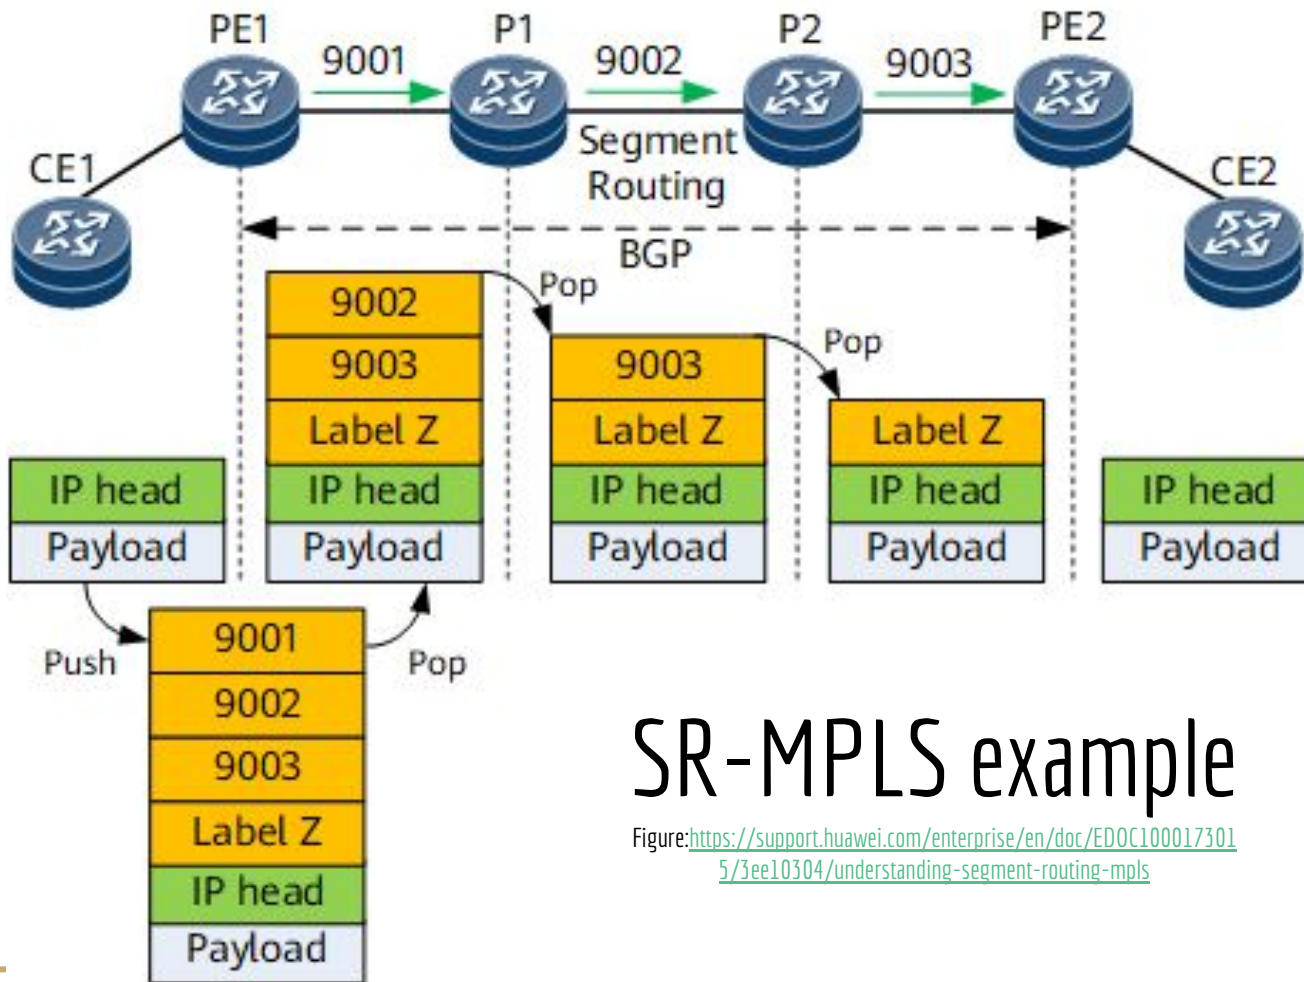 PE1
P1
P2
PE2
9001
9002
9003
Segment
Routing
CE1
CE2
BGP
Pop
Pop
9002
9003
Label Z
IP head
Payload
9003
Label Z
IP head
Payload
Label Z
IP head
Payload
IP head
Payload
IP head
Payload
Push
Pop
9001
9002
9003
Label Z
IP head
Payload
SR-MPLS example
Figure:https://support.huawei.com/enterprise/en/doc/EDOC100017301
5/3ee10304/understanding-segment-routing-mpls